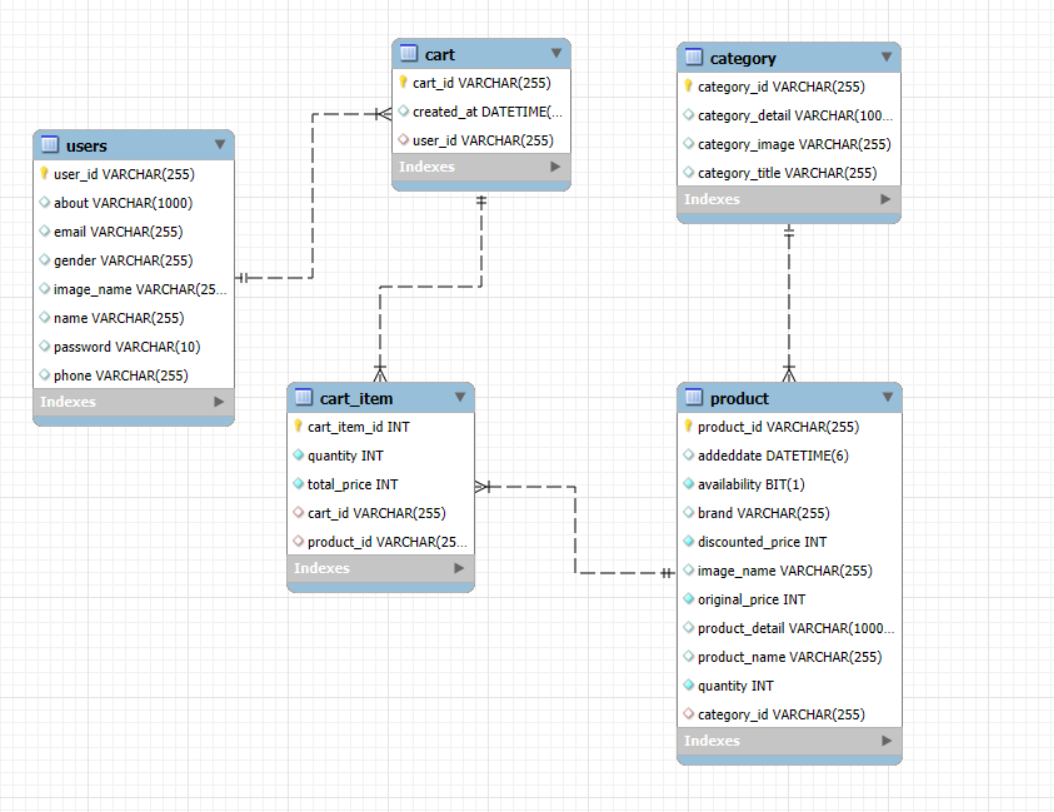 cart
cart_id VARCHAR(255)
created_at DATETIME(...
user_id VARCHAR(255)
Indexes
category
category_id VARCHAR(255)
category_detail VARCHAR(100...
category_image VARCHAR(255)
category_title VARCHAR(255)
Indexes
users
user_id VARCHAR(255)
about VARCHAR(1000)
email VARCHAR(255)
gender VARCHAR(255)
image_name VARCHAR(25...
name VARCHAR(255)
password VARCHAR(10)
phone VARCHAR(255)
Indexes
cart_item
cart_item_id INT
quantity INT
total_price INT
cart_id VARCHAR(255)
product_id VARCHAR(25...
Indexes
product
product_id VARCHAR(255)
addeddate DATETIME(6)
availability BIT(1)
brand VARCHAR(255)
discounted_price INT
image_name VARCHAR(255)
original_price INT
product_detail VARCHAR(1000...
product_name VARCHAR(255)
quantity INT
category_id VARCHAR(255)
Indexes